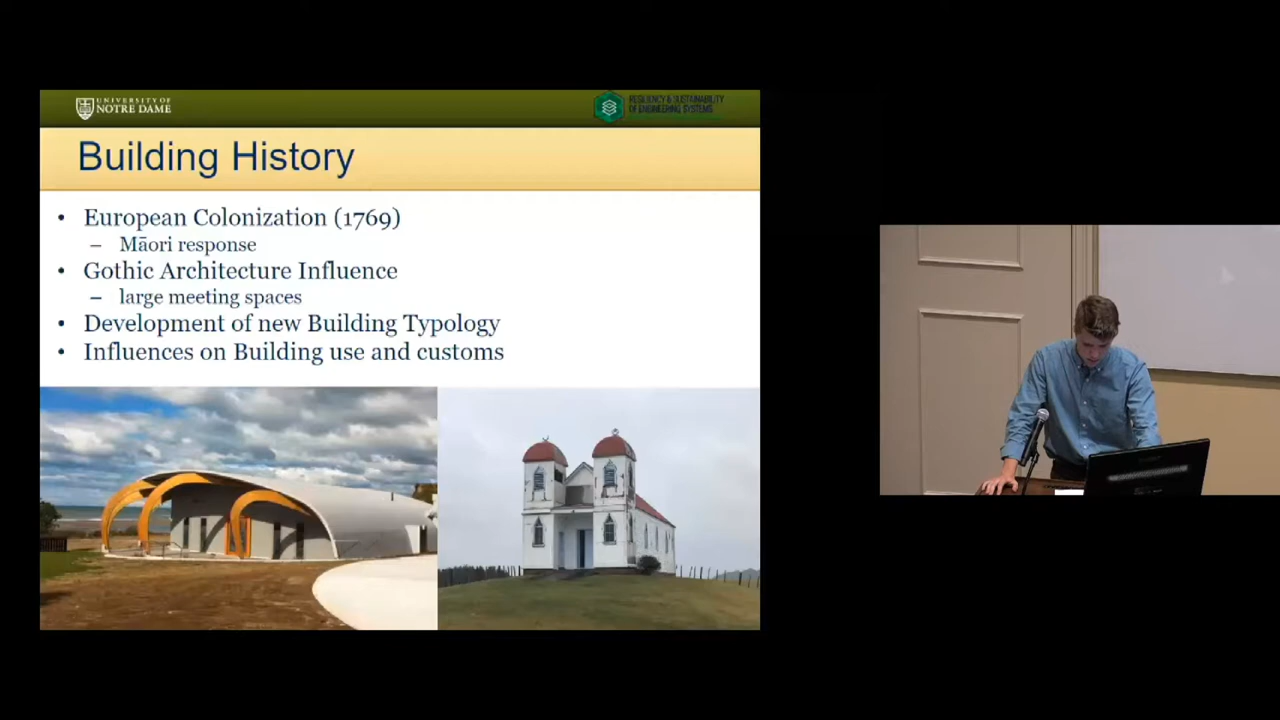 UNIVERSITY OF
NOTRE DAME
RESILIENCY & SUSTAINABILITY
OF ENGINEERING SYSTEMS
Building History
• European Colonization (1769)
– Māori response
• Gothic Architecture Influence
– large meeting spaces
• Development of new Building Typology
• Influences on Building use and customs